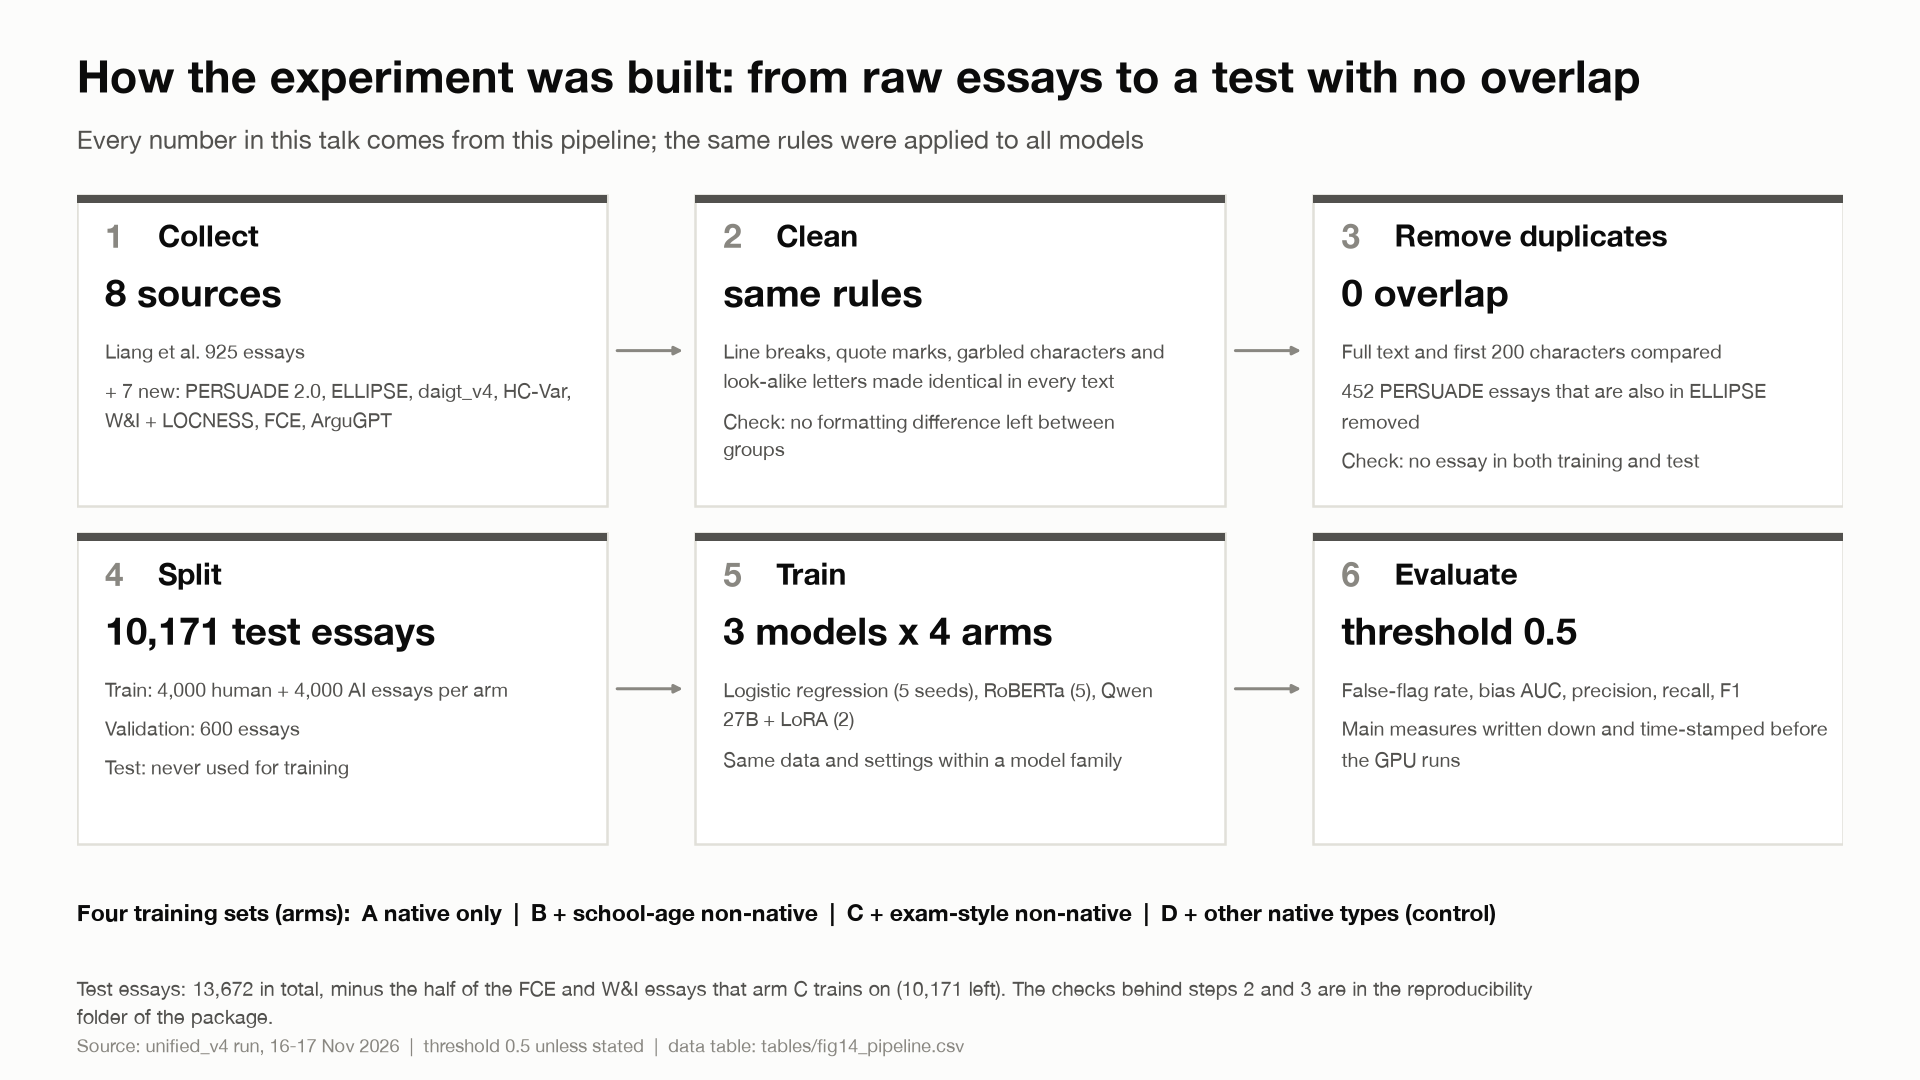 How the experiment was built: from raw essays to a test with no overlap
Every number in this talk comes from this pipeline; the same rules were applied to all models
1 Collect
8 sources
Liang et al. 925 essays
+ 7 new: PERSUADE 2.0, ELLIPSE, daigt_v4, HC-Var,
W&I + LOCNESS, FCE, ArguGPT
2 Clean
same rules
Line breaks, quote marks, garbled characters and
look-alike letters made identical in every text
Check: no formatting difference left between
groups
3 Remove duplicates
0 overlap
Full text and first 200 characters compared
452 PERSUADE essays that are also in ELLIPSE
removed
Check: no essay in both training and test
4 Split
10,171 test essays
Train: 4,000 human + 4,000 AI essays per arm
Validation: 600 essays
Test: never used for training
5 Train
3 models x 4 arms
Logistic regression (5 seeds), RoBERTa (5), Qwen
27B + LoRA (2)
Same data and settings within a model family
6 Evaluate
threshold 0.5
False-flag rate, bias AUC, precision, recall, F1
Main measures written down and time-stamped before
the GPU runs
Four training sets (arms): A native only | B + school-age non-native | C + exam-style non-native | D + other native types (control)
Test essays: 13,672 in total, minus the half of the FCE and W&I essays that arm C trains on (10,171 left). The checks behind steps 2 and 3 are in the reproducibility
folder of the package.
Source: unified_v4 run, 16-17 Nov 2026 | threshold 0.5 unless stated | data table: tables/fig14_pipeline.csv